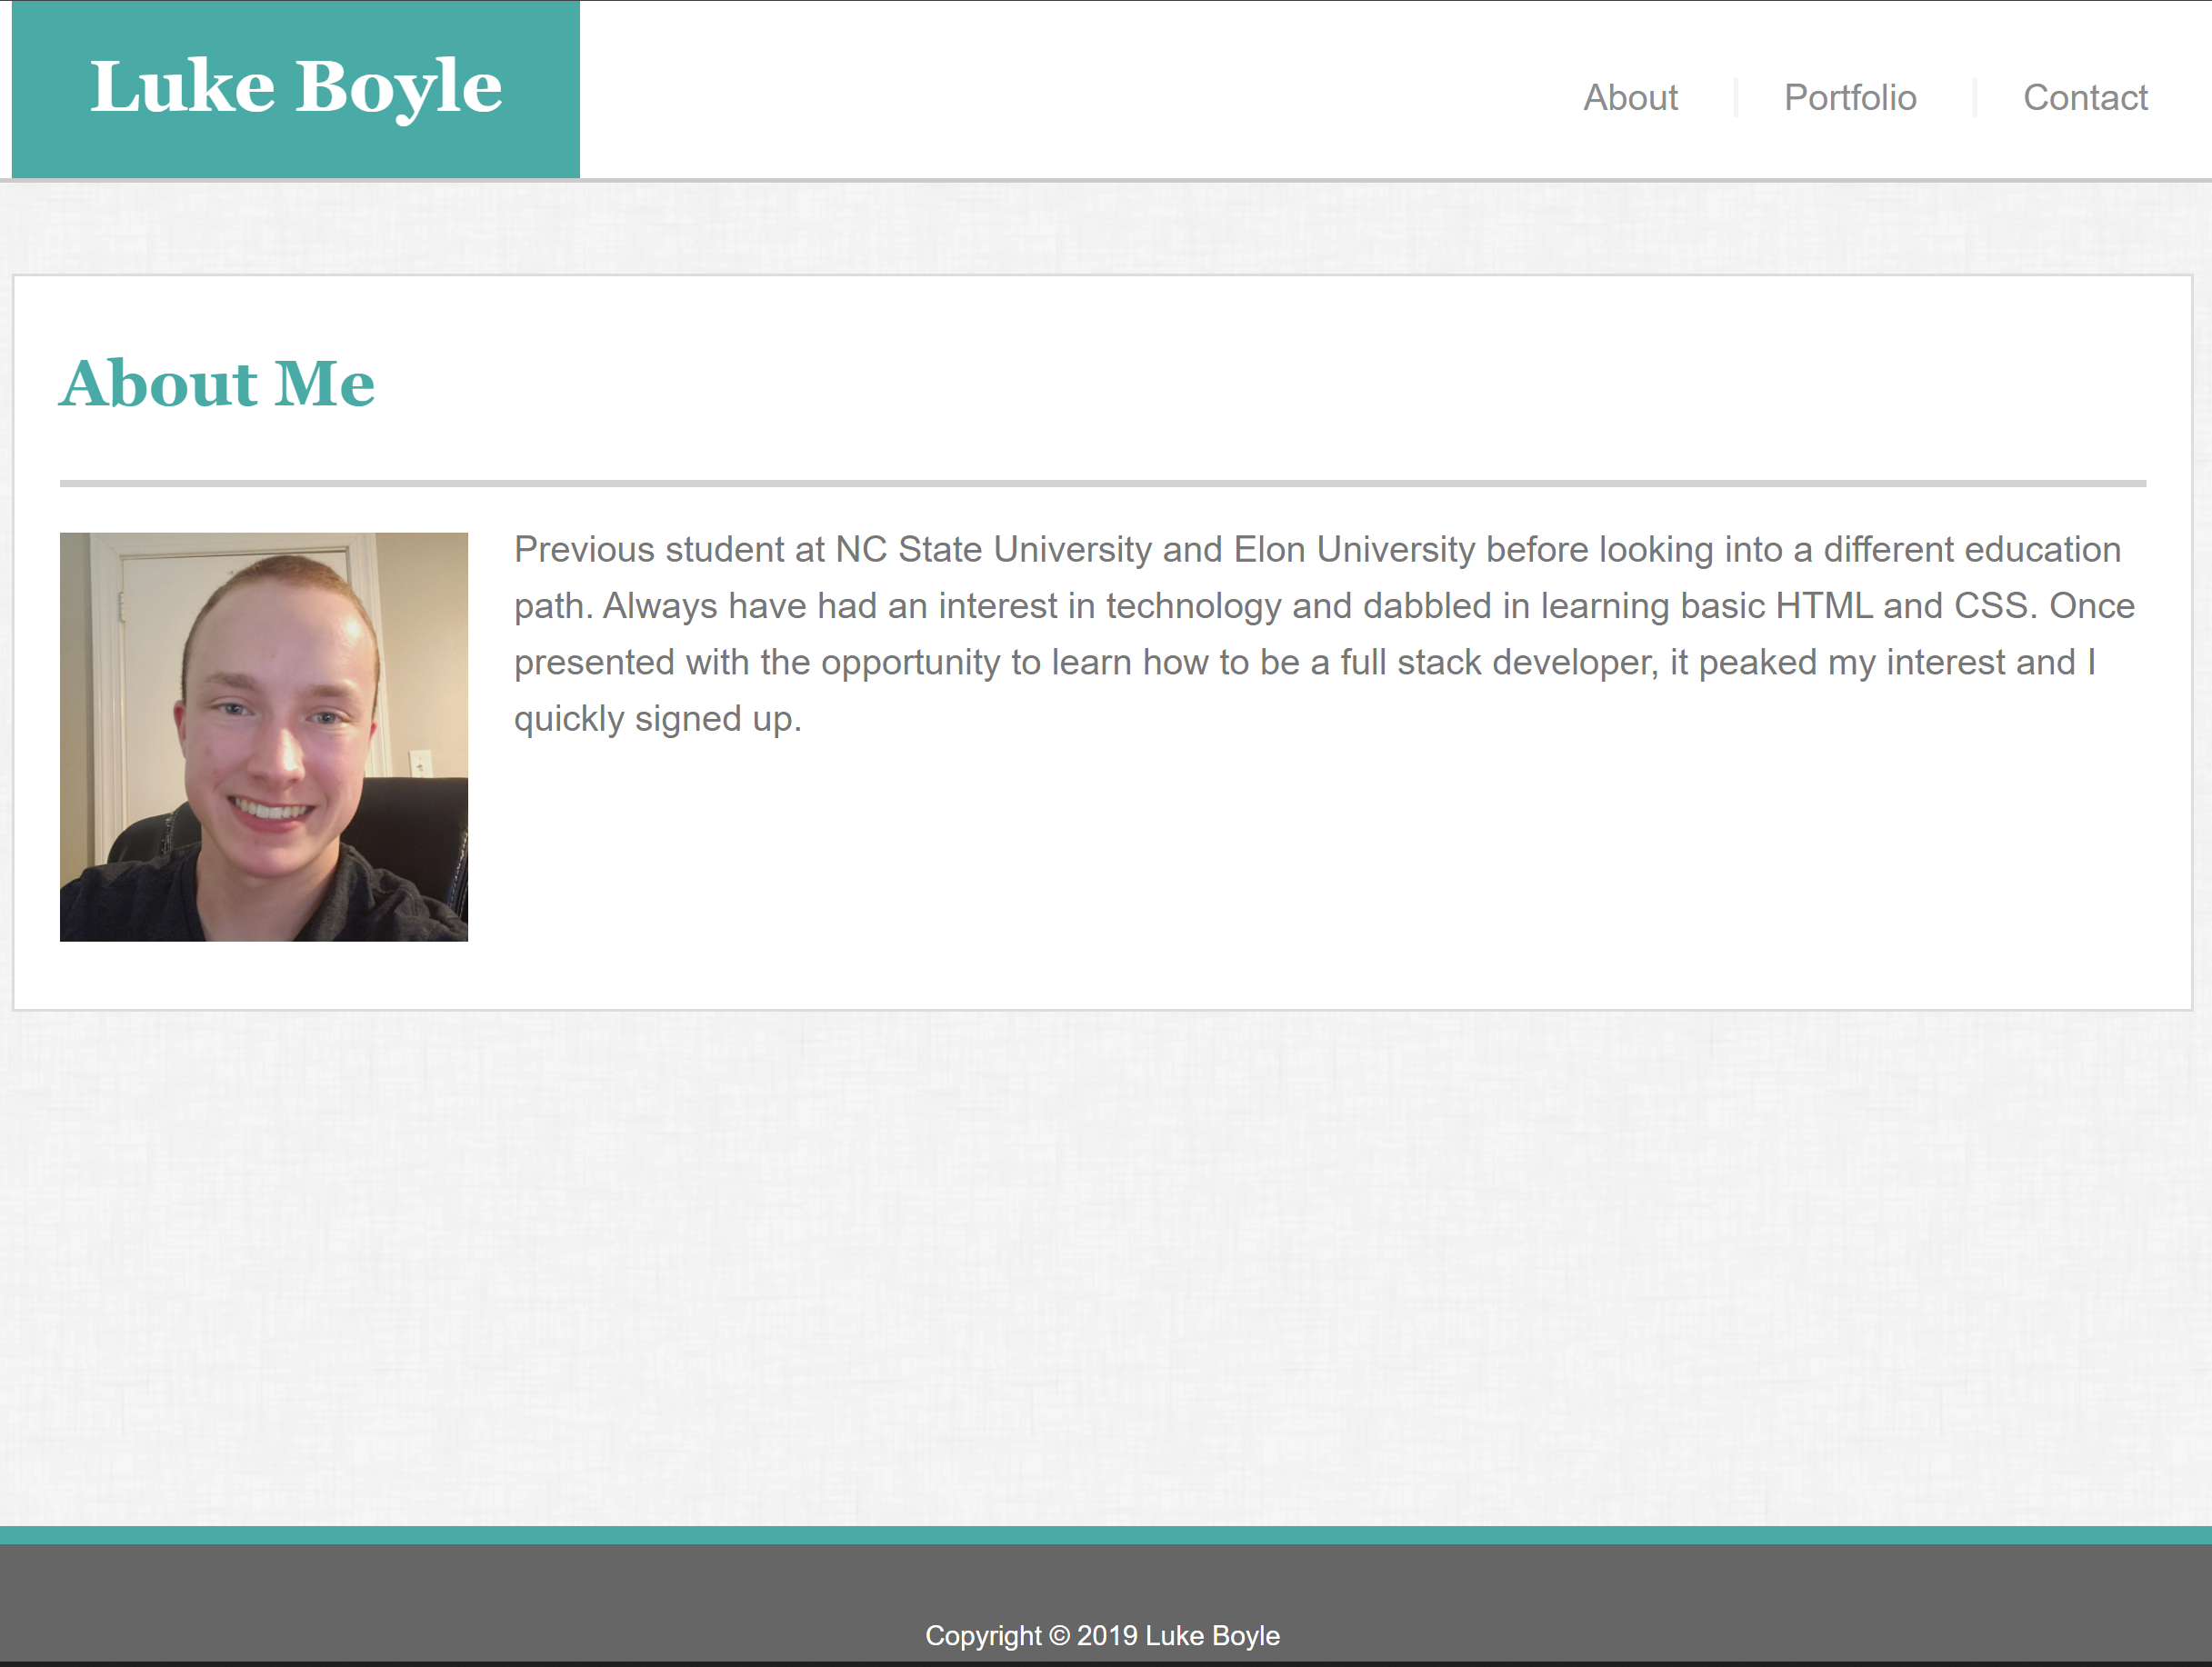 Luke Boyle
About
Portfolio
Contact
About Me
Previous student at NC State University and Elon University before looking into a different education
path. Always have had an interest in technology and dabbled in learning basic HTML and CSS. Once
presented with the opportunity to learn how to be a full stack developer, it peaked my interest and I
quickly signed up.
Copyright © 2019 Luke Boyle